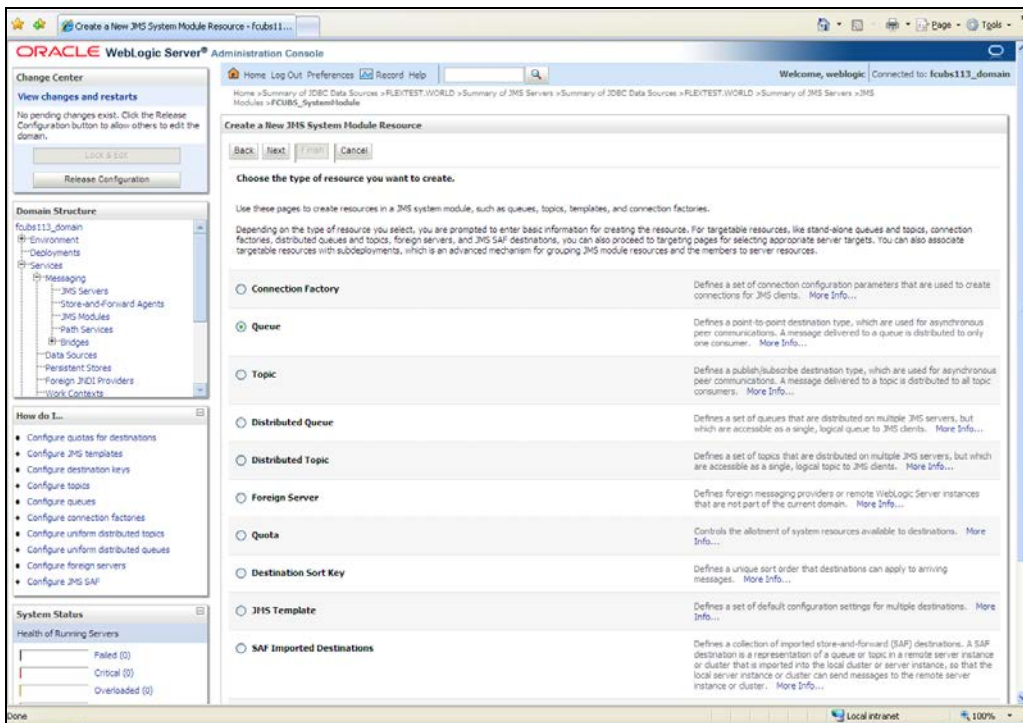 Create a New JMS System Module Resource - fcubs11...
Page
Tools
ORACLE WebLogic Server® Administration Console
Change Center
View changes and restarts
No pending changes exist. Click the Release
Configuration button to allow others to edit the
domain.
Lock & Edit
Release Configuration
Domain Structure
fcubs113_domain
Environment
Deployments
Services
Messaging
JMS Servers
Store-and-Forward Agents
JMS Modules
Path Services
Bridges
Data Sources
Persistent Stores
Foreign JNDI Providers
Work Contexts
How do I...
Configure quotas for destinations
Configure JMS templates
Configure destination keys
Configure topics
Configure queues
Configure connection factories
Configure uniform distributed topics
Configure uniform distributed queues
Configure foreign servers
Configure JMS SAF
System Status
Health of Running Servers
Failed (0)
Critical (0)
Overloaded (0)
Home Log Out Preferences Record Help
Welcome, weblogic Connected to: fcubs113_domain
Home >Summary of JDBC Data Sources >FLEXTEST.WORLD >Summary of JMS Servers >Summary of JDBC Data Sources >FLEXTEST.WORLD >Summary of JMS Servers >JMS
Modules >FCUBS_SystemModule
Create a New JMS System Module Resource
Back Next Finish Cancel
Choose the type of resource you want to create.
Use these pages to create resources in a JMS system module, such as queues, topics, templates, and connection factories.
Depending on the type of resource you select, you are prompted to enter basic information for creating the resource. For targetable resources, like stand-alone queues and topics, connection
factories, distributed queues and topics, foreign servers, and JMS SAF destinations, you can also proceed to targeting pages for selecting appropriate server targets. You can also associate
targetable resources with subdeployments, which is an advanced mechanism for grouping JMS module resources and the members to server resources.
Connection Factory
Defines a set of connection configuration parameters that are used to create
connections for JMS clients. More Info...
Queue
Defines a point-to-point destination type, which are used for asynchronous
peer communications. A message delivered to a queue is distributed to only
one consumer. More Info...
Topic
Defines a publish/subscribe destination type, which are used for asynchronous
peer communications. A message delivered to a topic is distributed to all topic
consumers. More Info...
Distributed Queue
Defines a set of queues that are distributed on multiple JMS servers, but
which are accessible as a single, logical queue to JMS clients. More Info...
Distributed Topic
Defines a set of topics that are distributed on multiple JMS servers, but which
are accessible as a single, logical topic to JMS clients. More Info...
Foreign Server
Defines foreign messaging providers or remote WebLogic Server instances
that are not part of the current domain. More Info...
Quota
Controls the allotment of system resources available to destinations. More
Info...
Destination Sort Key
Defines a unique sort order that destinations can apply to arriving
messages. More Info...
JMS Template
Defines a set of default configuration settings for multiple destinations. More
Info...
SAF Imported Destinations
Defines a collection of imported store-and-forward (SAF) destinations. A SAF
destination is a representation of a queue or topic in a remote server instance
or cluster that is imported into the local cluster or server instance, so that the
local server instance or cluster can send messages to the remote server
instance or cluster. More Info...
Done
Local intranet
100%